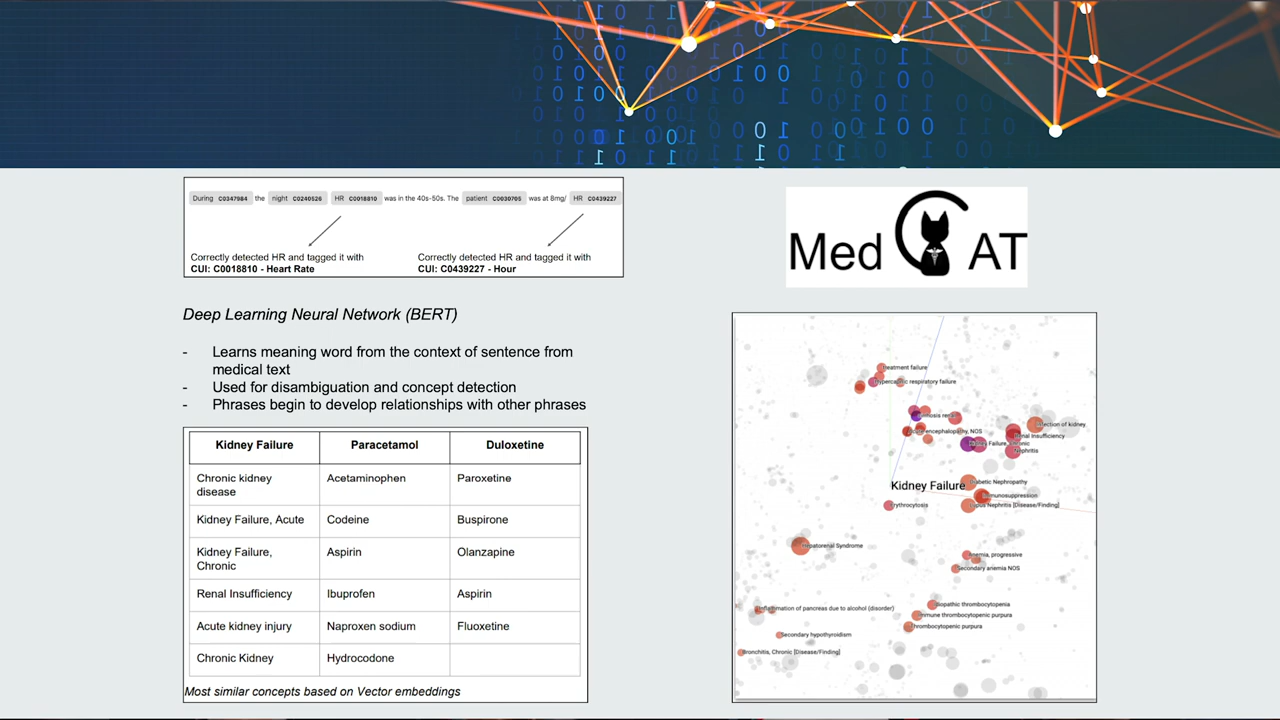 During C0347984 the night C0240526 HR C0018810 was in the 40s-50s. The patient C0030705 was at 8mg/ HR C0439227
Correctly detected HR and tagged it with
CUI: C0018810 - Heart Rate
Correctly detected HR and tagged it with
CUI: C0439227 - Hour
Med AT
Deep Learning Neural Network (BERT)
- Learns meaning word from the context of sentence from
medical text
- Used for disambiguation and concept detection
- Phrases begin to develop relationships with other phrases
Paracetamol Duloxetine
Chronic kidney
disease
Acetaminophen Paroxetine
Kidney Failure, Acute Codeine Buspirone
Kidney Failure,
Chronic
Aspirin Olanzapine
Renal Insufficiency Ibuprofen Aspirin
Naproxen sodium Fluoxetine
Chronic Kidney Hydrocodone
Most similar concepts based on Vector embeddings
Treatment failure
Hypercapnic respiratory failure
encephalopathy, NOS
Infection of kidney
Renal Insufficiency
Kidney Failure, Chronic
Nephritis
Kidney Failure
Diabetic Nephropathy
Immunosuppression
Lupus Nephritis [Disease/Finding]
Erythrocytosis
Hepatorenal Syndrome
Anemia, progressive
Secondary anemia NOS
Idiopathic thrombocytopenia
Immune thrombocytopenic purpura
Thrombocytopenic purpura
Inflammation of pancreas due to alcohol (disorder)
Secondary hypothyroidism
Bronchitis, Chronic [Disease/Finding]